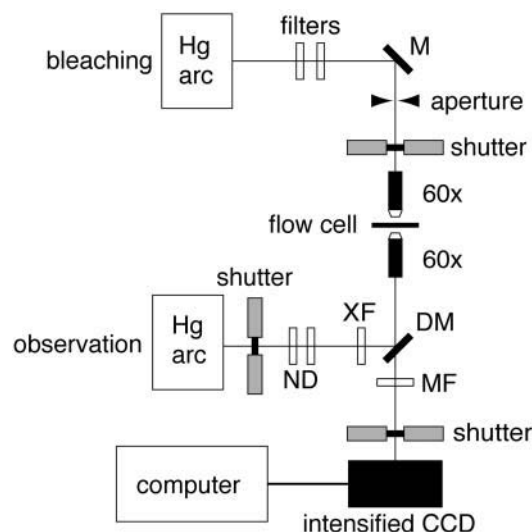 filters
M
bleaching
Hg
arc
aperture
shutter
60x
flow cell
60x
shutter
XF
DM
observation
Hg
arc
ND
MF
shutter
computer
intensified CCD